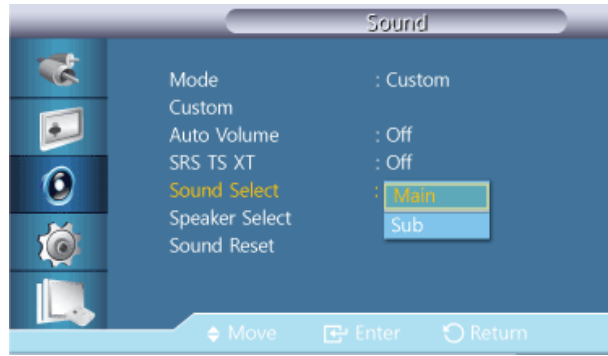 Sound
Mode : Custom
Custom
Auto Volume : Off
SRS TS XT : Off
Sound Select : Main
Sub
Speaker Select
Sound Reset
Move Enter Return